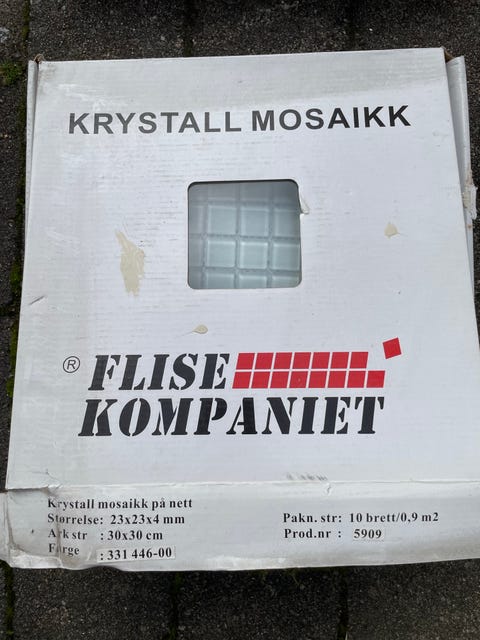 KRYSTALL MOSAIKK
® FLISE
KOMPANIET
Krystall mosaikk på nett
Størrelse: 23x23x4 mm
Pakn. str: 10 brett/0,9 m2
Ark str : 30x30 cm
Prod.nr : 5909
Farge : 331 446-00